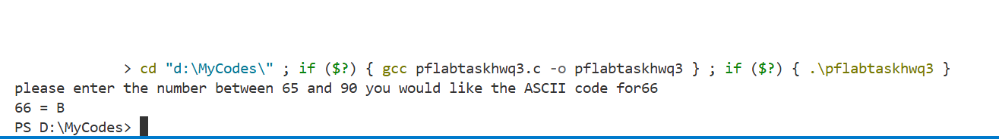 > cd "d:\MyCodes\" ; if ($?) { gcc pflabtaskhwq3.c -o pflabtaskhwq3 } ; if ($?) { .\pflabtaskhwq3 }
please enter the number between 65 and 90 you would like the ASCII code for66
66 = B
PS D:\MyCodes>